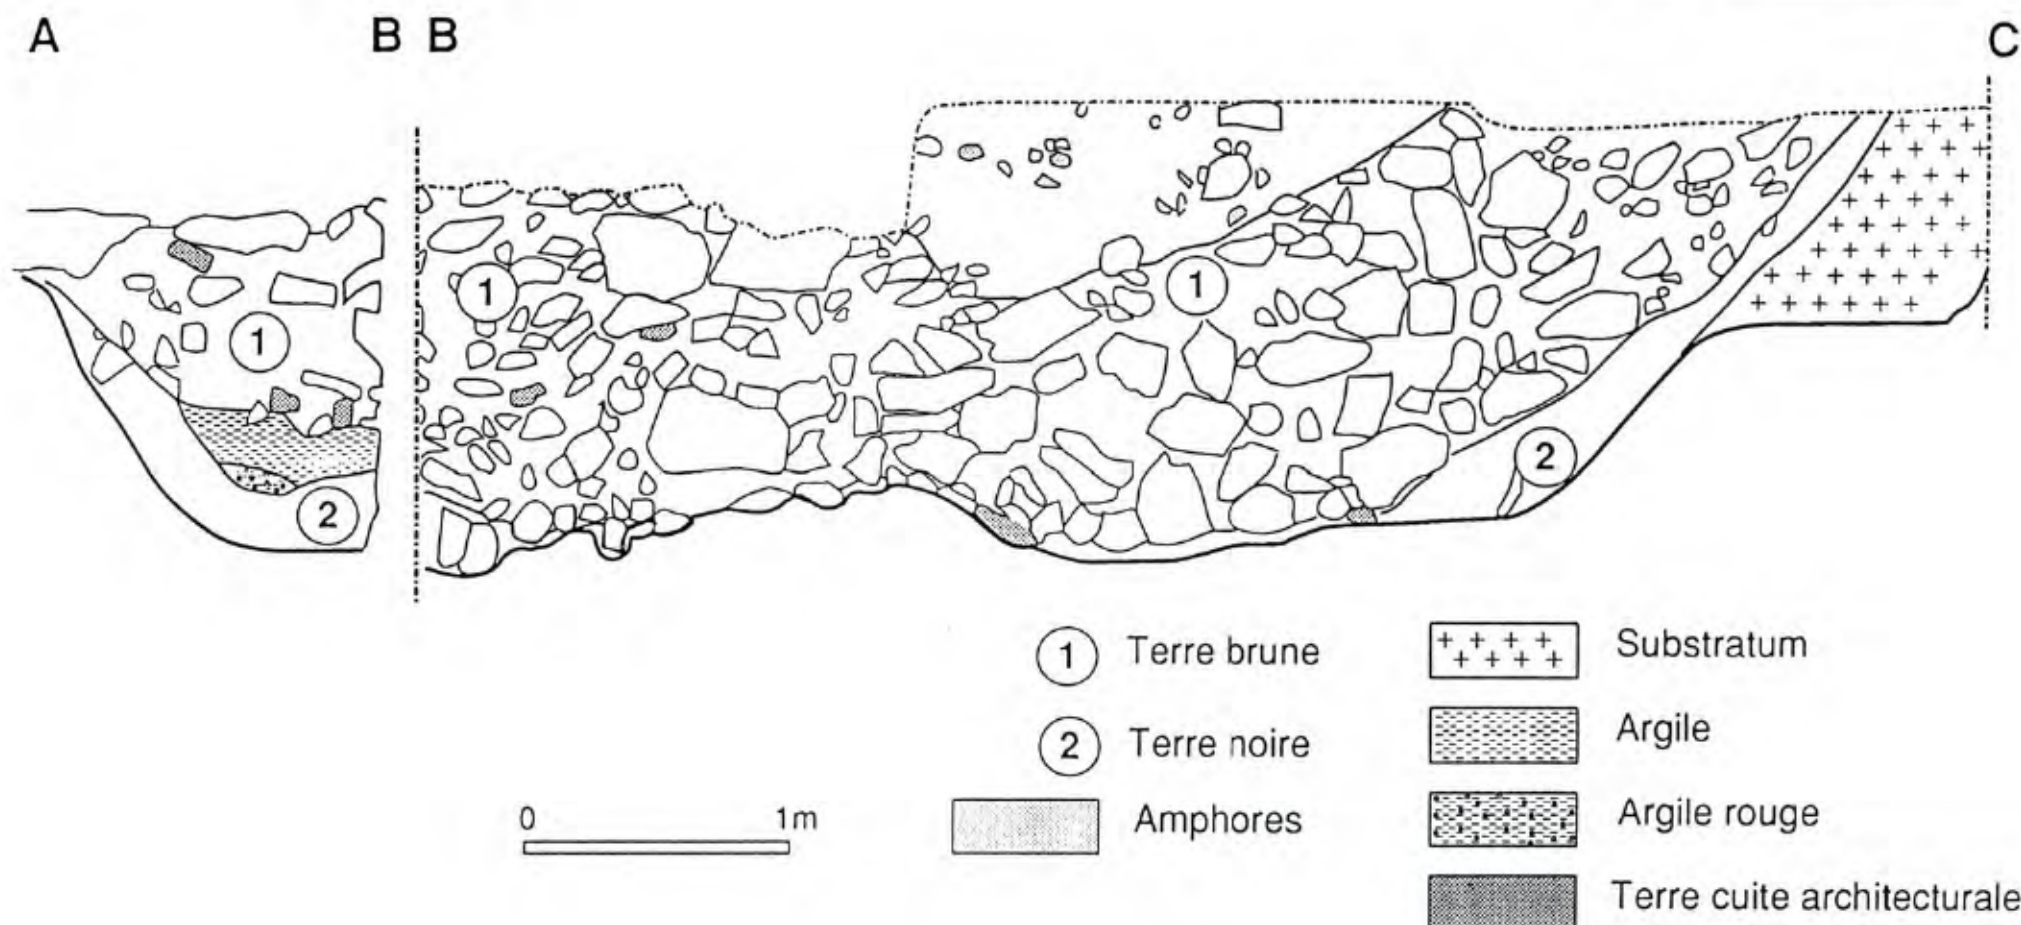 A B B C
1
1
1
2
2
1 Terre brune
2 Terre noire
0 1m
Amphores
Substratum
Argile
Argile rouge
Terre cuite architecturale